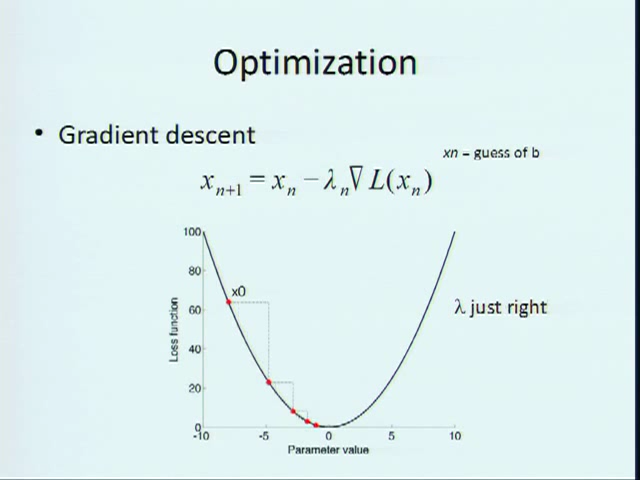 Optimization
• Gradient descent
xn – guess of b
x_{n+1} = x_n − λ_n ∇ L(x_n)
100
80
60
40
20
0
x0
λ just right
Loss function
-10 -5 0 5 10
Parameter value